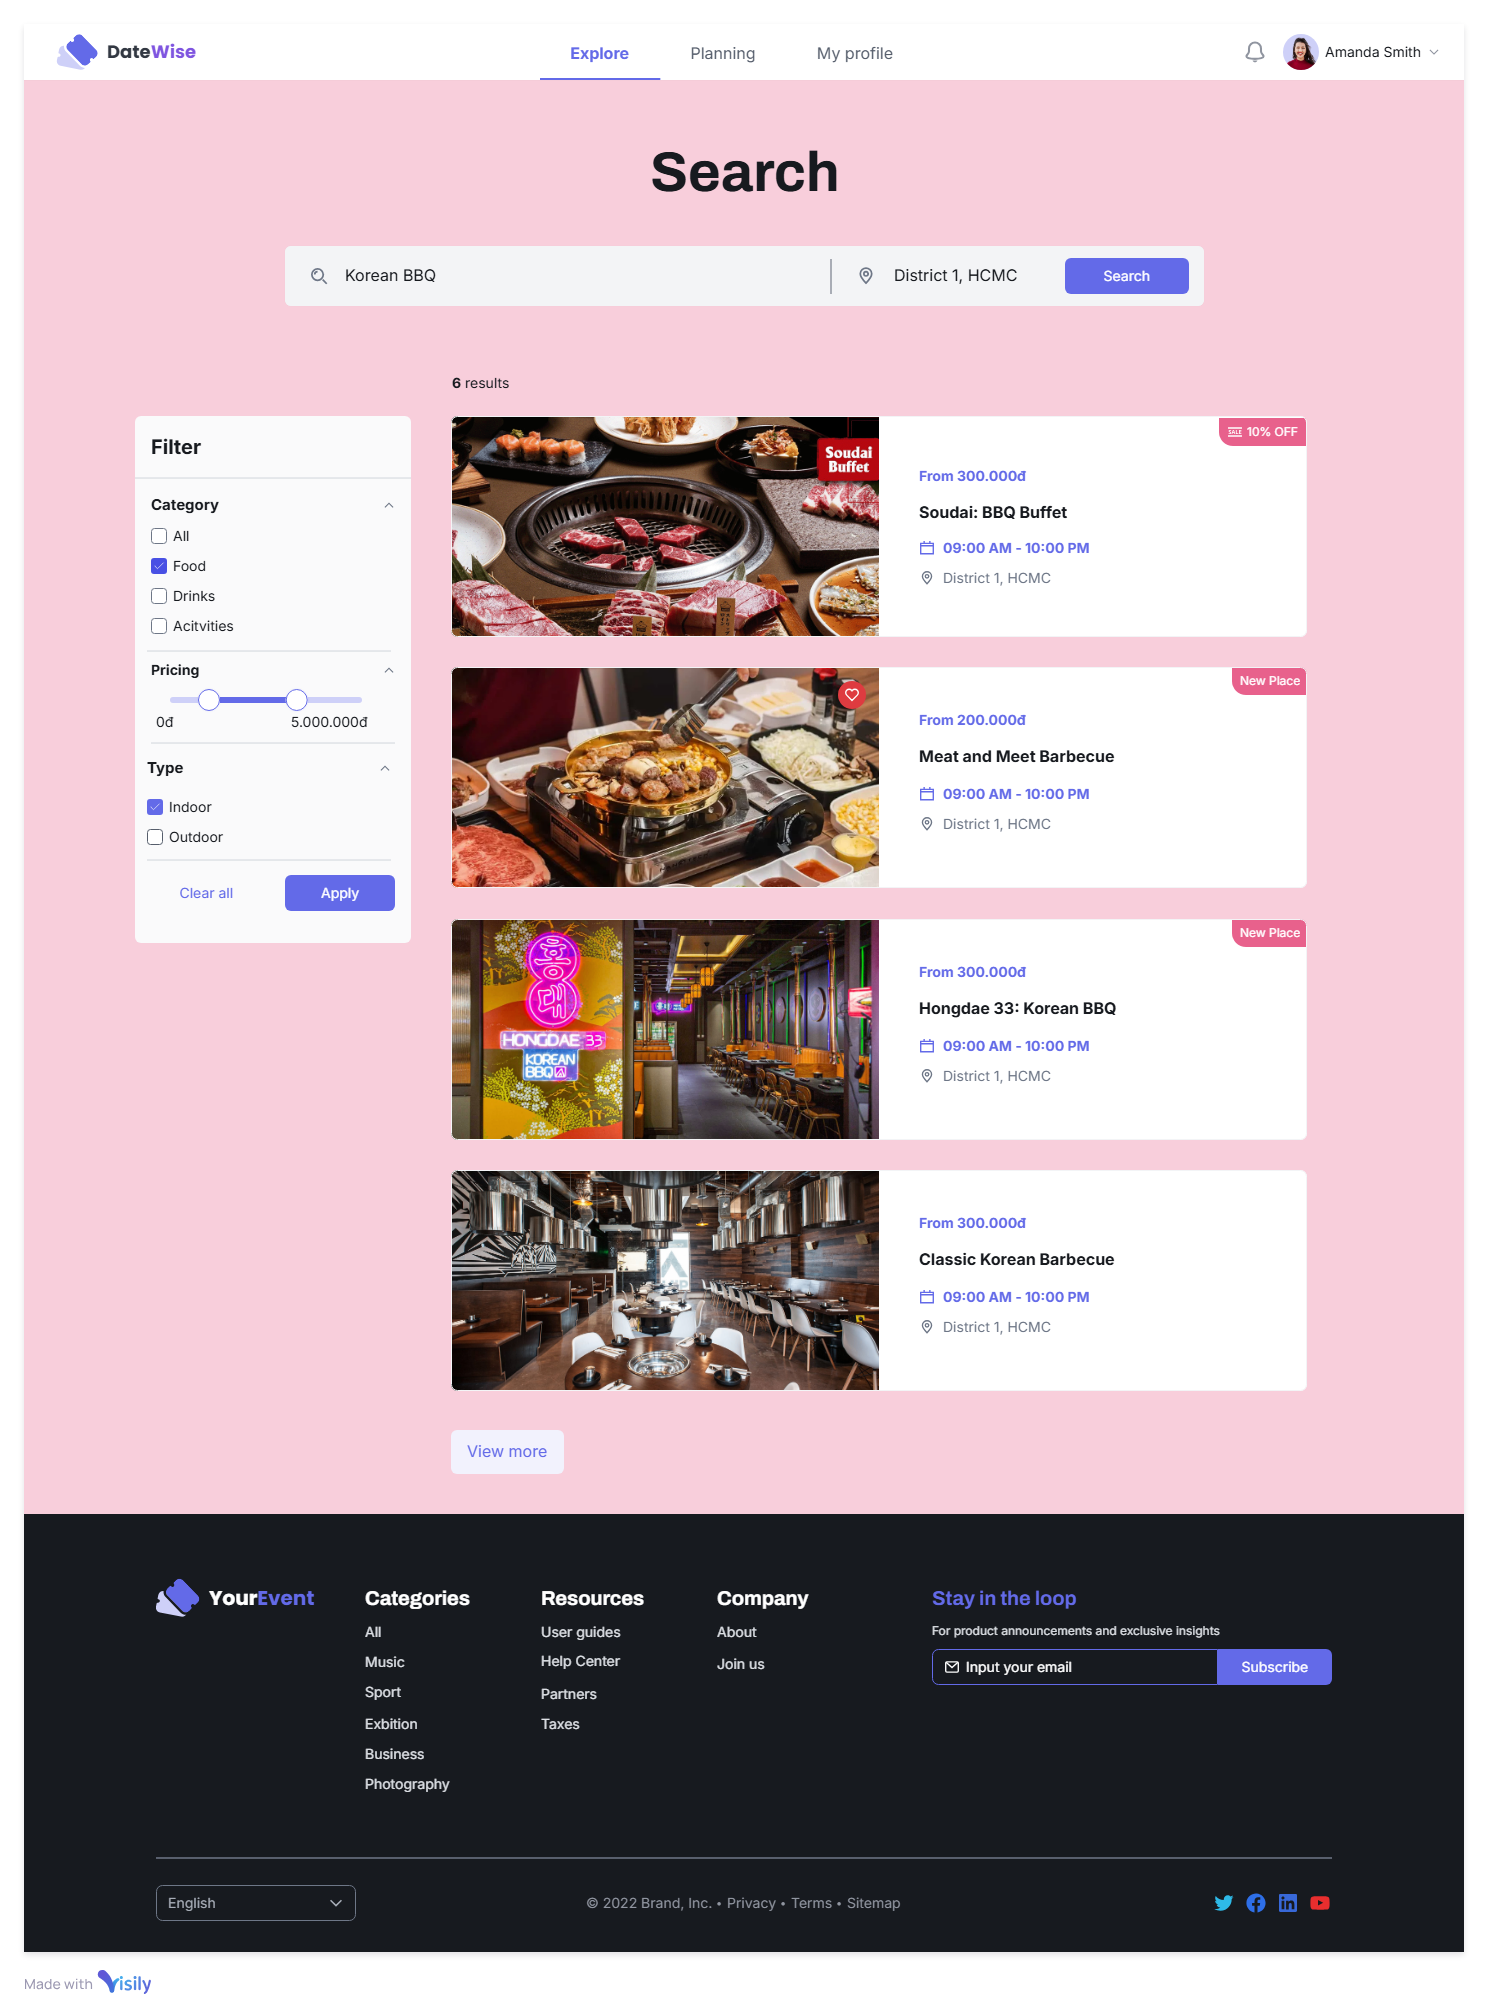 DateWise
Explore
Planning
My profile
Amanda Smith
Search
Korean BBQ
District 1, HCMC
Search
6 results
Filter
Category
All
Food
Drinks
Acitvities
Pricing
0đ
5.000.000đ
Type
Indoor
Outdoor
Clear all
Apply
Soudai
Buffet
SALE 10% OFF
From 300.000đ
Soudai: BBQ Buffet
09:00 AM - 10:00 PM
District 1, HCMC
New Place
From 200.000đ
Meat and Meet Barbecue
09:00 AM - 10:00 PM
District 1, HCMC
홍대
HONGDAE 33
KOREAN
BBQ
New Place
From 300.000đ
Hongdae 33: Korean BBQ
09:00 AM - 10:00 PM
District 1, HCMC
From 300.000đ
Classic Korean Barbecue
09:00 AM - 10:00 PM
District 1, HCMC
View more
YourEvent
Categories
All
Music
Sport
Exbition
Business
Photography
Resources
User guides
Help Center
Partners
Taxes
Company
About
Join us
Stay in the loop
For product announcements and exclusive insights
Input your email
Subscribe
English
© 2022 Brand, Inc. • Privacy • Terms • Sitemap
Made with Visily